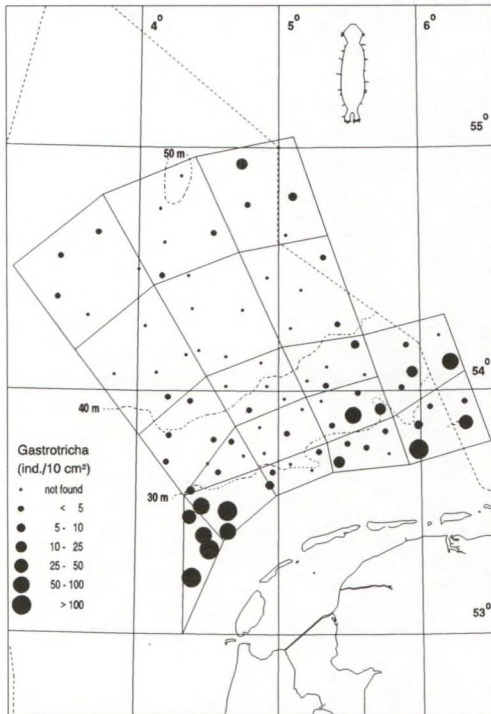 4° 5° 6°
55°
50 m
54°
40 m
Gastrotricha
(ind./10 cm²)
not found
< 5
5 - 10
10 - 25
25 - 50
50 - 100
> 100
30 m
53°